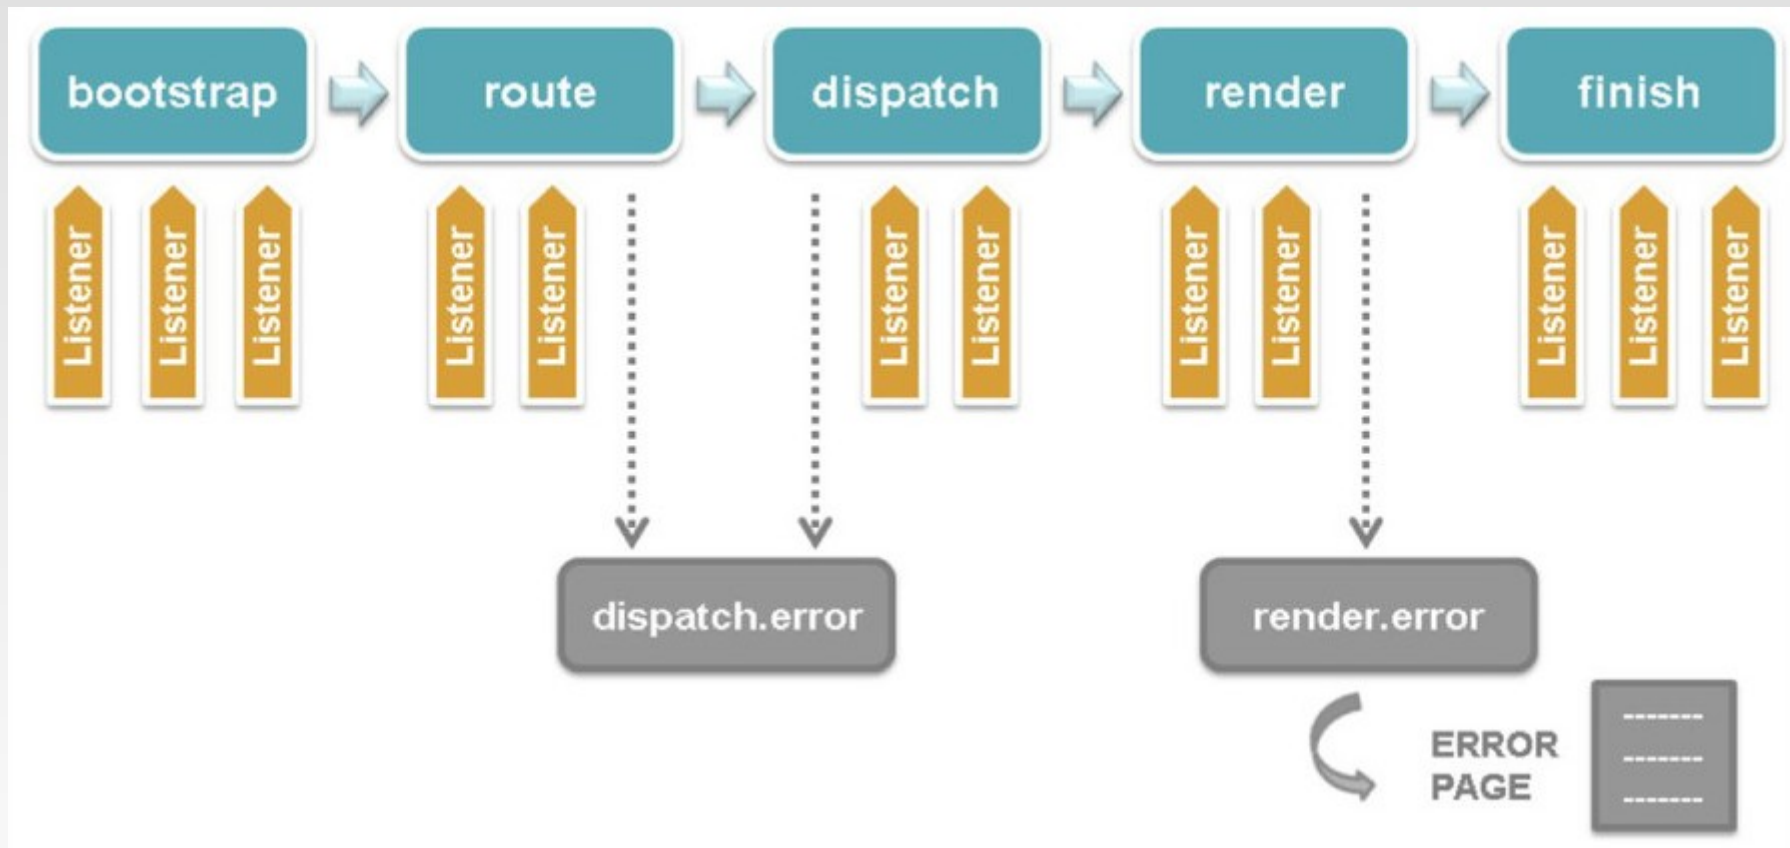 bootstrap
route
dispatch
render
finish
Listener
Listener
Listener
Listener
Listener
Listener
Listener
Listener
Listener
Listener
Listener
Listener
dispatch.error
render.error
ERROR
PAGE
-------
-------
-------